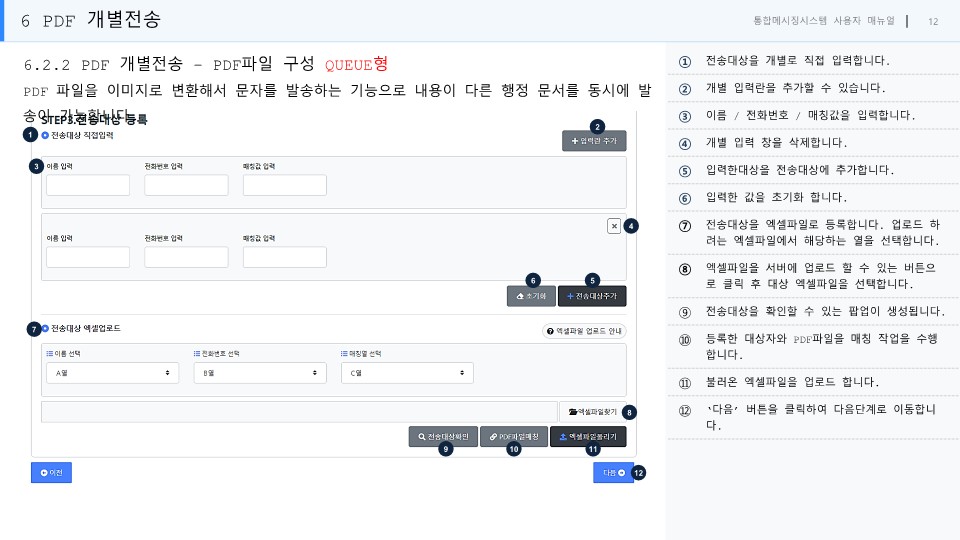 6 PDF 개별전송
통합메시징시스템 사용자 매뉴얼 | 12
6.2.2 PDF 개별전송 – PDF파일 구성 QUEUE형
PDF 파일을 이미지로 변환해서 문자를 발송하는 기능으로 내용이 다른 행정 문서를 동시에 발
송이 가능합니다.
STEP3.전송대상 등록
1 전송대상 직접입력
2
입력란 추가
3 이름 입력 전화번호 입력 매칭값 입력
4
이름 입력 전화번호 입력 매칭값 입력
6 5
초기화 전송대상추가
7 전송대상 엑셀업로드
엑셀파일 업로드 안내
이름 선택 전화번호 선택 매칭열 선택
A열 B열 C열
엑셀파일찾기 8
전송대상확인 PDF파일매칭 엑셀파일올리기
9 10 11
이전 다음 12
① 전송대상을 개별로 직접 입력합니다.
② 개별 입력란을 추가할 수 있습니다.
③ 이름 / 전화번호 / 매칭값을 입력합니다.
④ 개별 입력 창을 삭제합니다.
⑤ 입력한대상을 전송대상에 추가합니다.
⑥ 입력한 값을 초기화 합니다.
⑦ 전송대상을 엑셀파일로 등록합니다. 업로드 하
려는 엑셀파일에서 해당하는 열을 선택합니다.
⑧ 엑셀파일을 서버에 업로드 할 수 있는 버튼으
로 클릭 후 대상 엑셀파일을 선택합니다.
⑨ 전송대상을 확인할 수 있는 팝업이 생성됩니다.
⑩ 등록한 대상자와 PDF파일을 매칭 작업을 수행
합니다.
⑪ 불러온 엑셀파일을 업로드 합니다.
⑫ ‘다음’ 버튼을 클릭하여 다음단계로 이동합니
다.